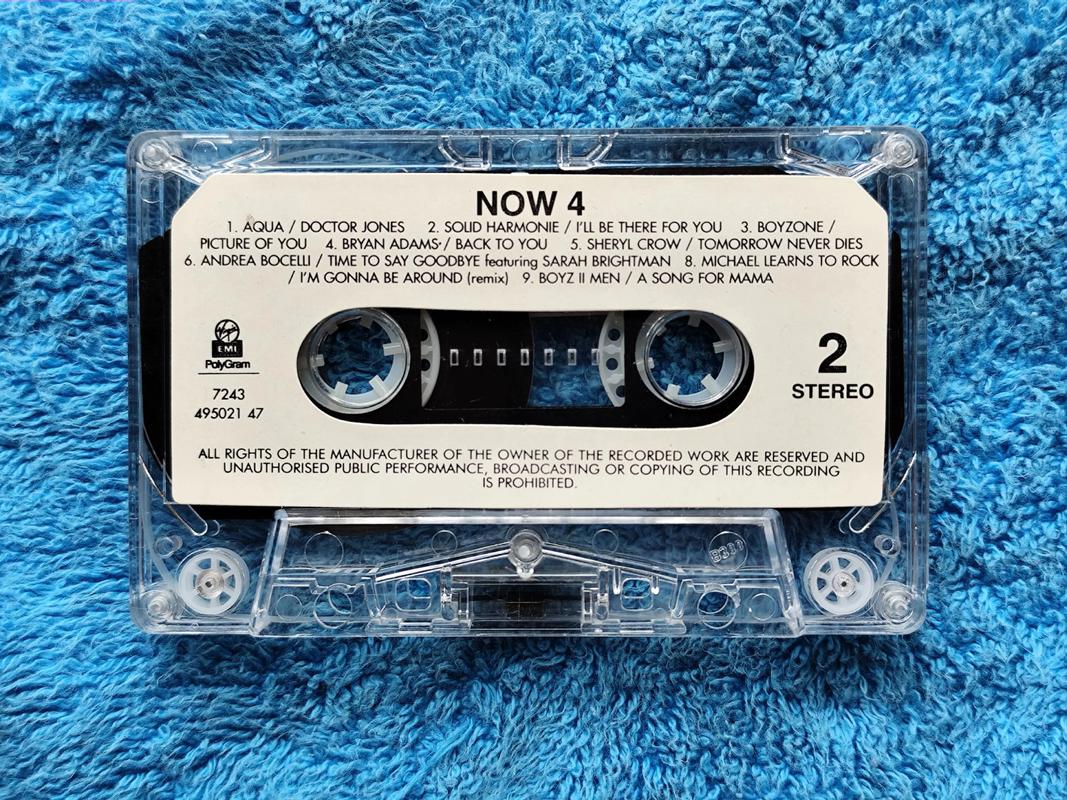 NOW 4
1. AQUA / DOCTOR JONES 2. SOLID HARMONIE / I'LL BE THERE FOR YOU 3. BOYZONE /
PICTURE OF YOU 4. BRYAN ADAMS / BACK TO YOU 5. SHERYL CROW / TOMORROW NEVER DIES
6. ANDREA BOCELLI / TIME TO SAY GOODBYE featuring SARAH BRIGHTMAN 8. MICHAEL LEARNS TO ROCK
/ I'M GONNA BE AROUND (remix) 9. BOYZ II MEN / A SONG FOR MAMA
Virgin
EMI
PolyGram
7243
495021 47
2
STEREO
ALL RIGHTS OF THE MANUFACTURER OF THE OWNER OF THE RECORDED WORK ARE RESERVED AND
UNAUTHORISED PUBLIC PERFORMANCE, BROADCASTING OR COPYING OF THIS RECORDING
IS PROHIBITED.